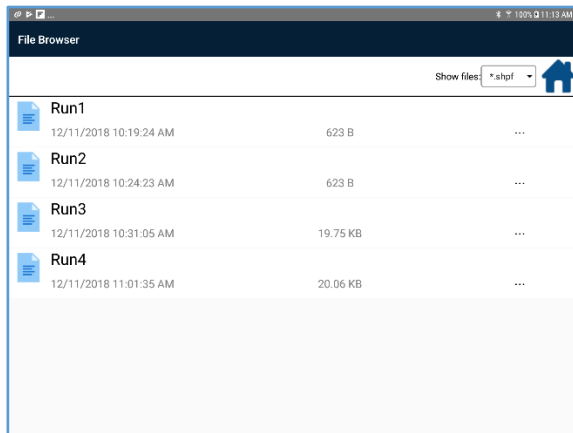 ... 100% 11:13 AM
File Browser
Show files: *.shpf
Run1
12/11/2018 10:19:24 AM 623 B ...
Run2
12/11/2018 10:24:23 AM 623 B ...
Run3
12/11/2018 10:31:05 AM 19.75 KB ...
Run4
12/11/2018 11:01:35 AM 20.06 KB ...